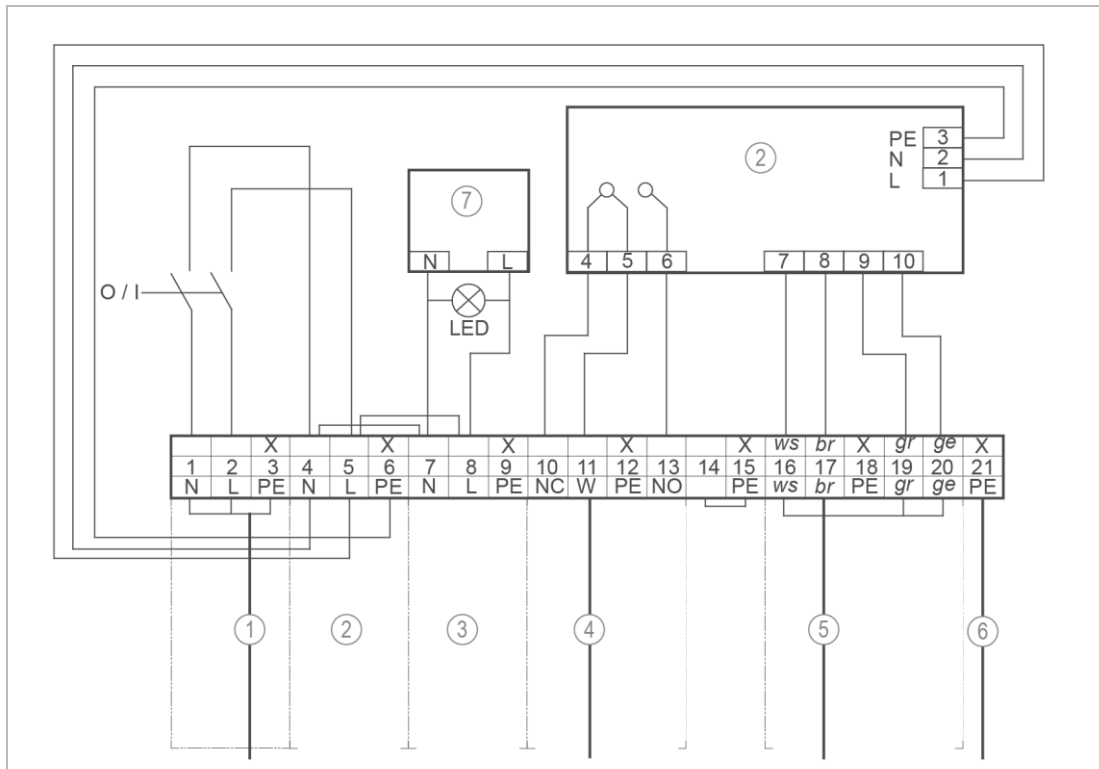 PE 3
N 2
L 1
2
7
N L
4 5 6 7 8 9 10
O / I
LED
X X X X X ws br X gr ge X
1 2 3 4 5 6 7 8 9 10 11 12 13 14 15 16 17 18 19 20 21
N L PE N L PE N L PE NC W PE NO PE ws br PE gr ge PE
1 2 3 4 5 6